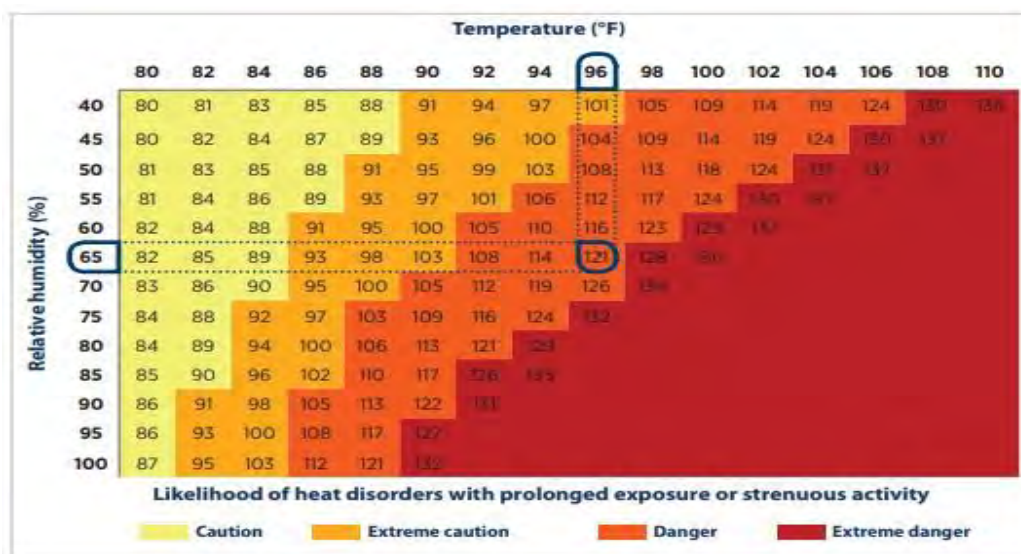 Temperature (°F)
80 82 84 86 88 90 92 94 96 98 100 102 104 106 108 110
Relative humidity (%)
40 80 81 83 85 88 91 94 97 101 105 109 114 119 124 130 136
45 80 82 84 87 89 93 96 100 104 109 114 119 124 130 137
50 81 83 85 88 91 95 99 103 108 113 118 124 131 137
55 81 84 86 89 93 97 101 106 112 117 124 130 137
60 82 84 88 91 95 100 105 110 116 123 129 137
65 82 85 89 93 98 103 108 114 121 128 136
70 83 86 90 95 100 105 112 119 126 134
75 84 88 92 97 103 109 116 124 132
80 84 89 94 100 106 113 121 129
85 85 90 96 102 110 117 126 135
90 86 91 98 105 113 122 131
95 86 93 100 108 117 127
100 87 95 103 112 121 132
Likelihood of heat disorders with prolonged exposure or strenuous activity
Caution Extreme caution Danger Extreme danger